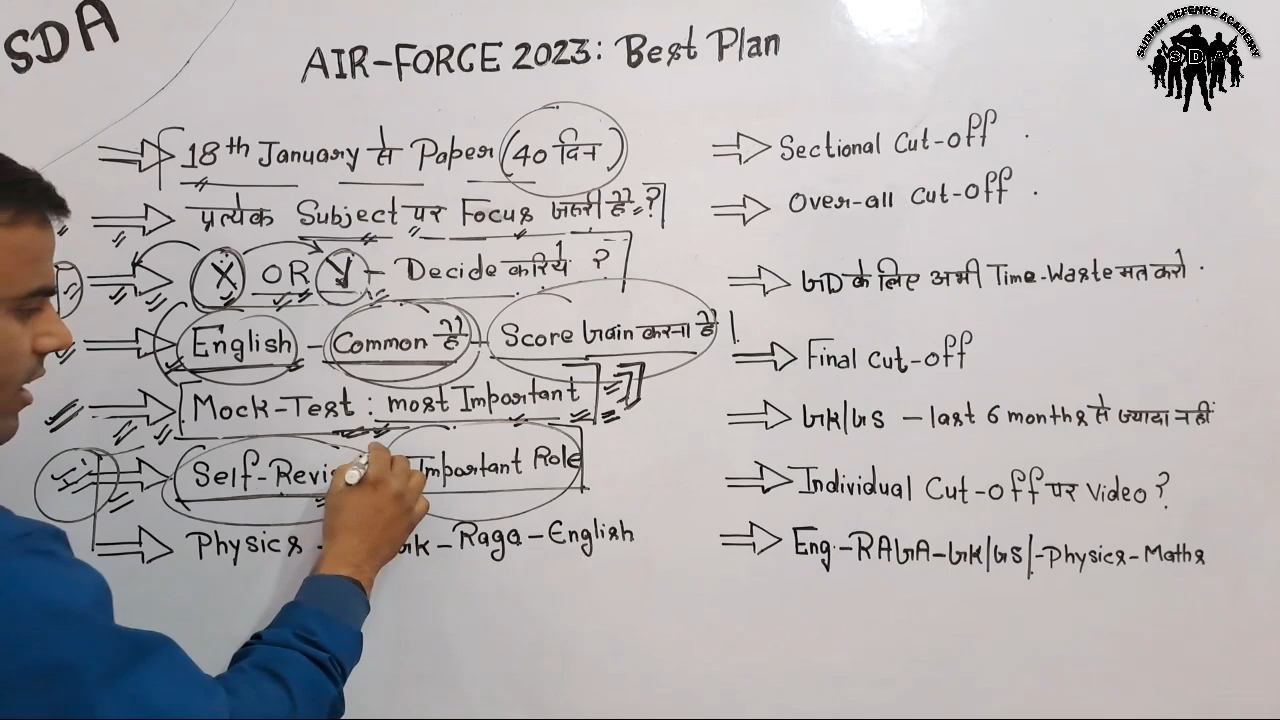 SDA
SUDHIR DEFENCE ACADEMY
SDA
AIR-FORCE 2023: Best Plan
18th January से Paper (40 दिन)
प्रत्येक Subject पर Focus जरुरी है?
X OR Y - Decide करिये ?
English - Common है - Score Gain करना है
Mock-Test : most Important
Self-Revi Important Role
Physics - GK - Raga - English
Sectional Cut-off
Over-all Cut-off
GD के लिए अभी Time-Waste मत करो
Final Cut-off
GK/GS - last 6 months से ज्यादा नहीं
Individual Cut-off पर Video?
Eng.-RAGA-GK/GS/-Physics-Maths